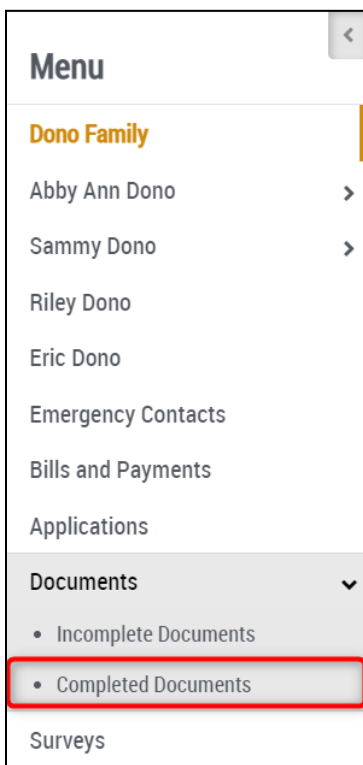 Menu
Dono Family
Abby Ann Dono
Sammy Dono
Riley Dono
Eric Dono
Emergency Contacts
Bills and Payments
Applications
Documents
• Incomplete Documents
• Completed Documents
Surveys